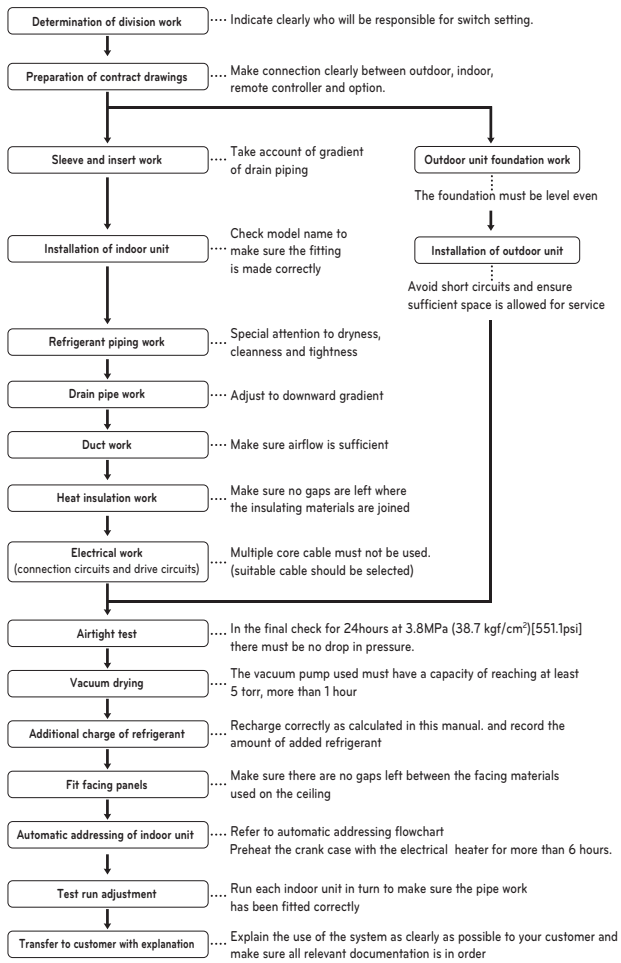 Determination of division work
Indicate clearly who will be responsible for switch setting.
Preparation of contract drawings
Make connection clearly between outdoor, indoor,
remote controller and option.
Sleeve and insert work
Take account of gradient
of drain piping
Outdoor unit foundation work
The foundation must be level even
Installation of indoor unit
Check model name to
make sure the fitting
is made correctly
Installation of outdoor unit
Avoid short circuits and ensure
sufficient space is allowed for service
Refrigerant piping work
Special attention to dryness,
cleanness and tightness
Drain pipe work
Adjust to downward gradient
Duct work
Make sure airflow is sufficient
Heat insulation work
Make sure no gaps are left where
the insulating materials are joined
Electrical work
(connection circuits and drive circuits)
Multiple core cable must not be used.
(suitable cable should be selected)
Airtight test
In the final check for 24hours at 3.8MPa (38.7 kgf/cm²)[551.1psi]
there must be no drop in pressure.
Vacuum drying
The vacuum pump used must have a capacity of reaching at least
5 torr, more than 1 hour
Additional charge of refrigerant
Recharge correctly as calculated in this manual. and record the
amount of added refrigerant
Fit facing panels
Make sure there are no gaps left between the facing materials
used on the ceiling
Automatic addressing of indoor unit
Refer to automatic addressing flowchart
Preheat the crank case with the electrical heater for more than 6 hours.
Test run adjustment
Run each indoor unit in turn to make sure the pipe work
has been fitted correctly
Transfer to customer with explanation
Explain the use of the system as clearly as possible to your customer and
make sure all relevant documentation is in order